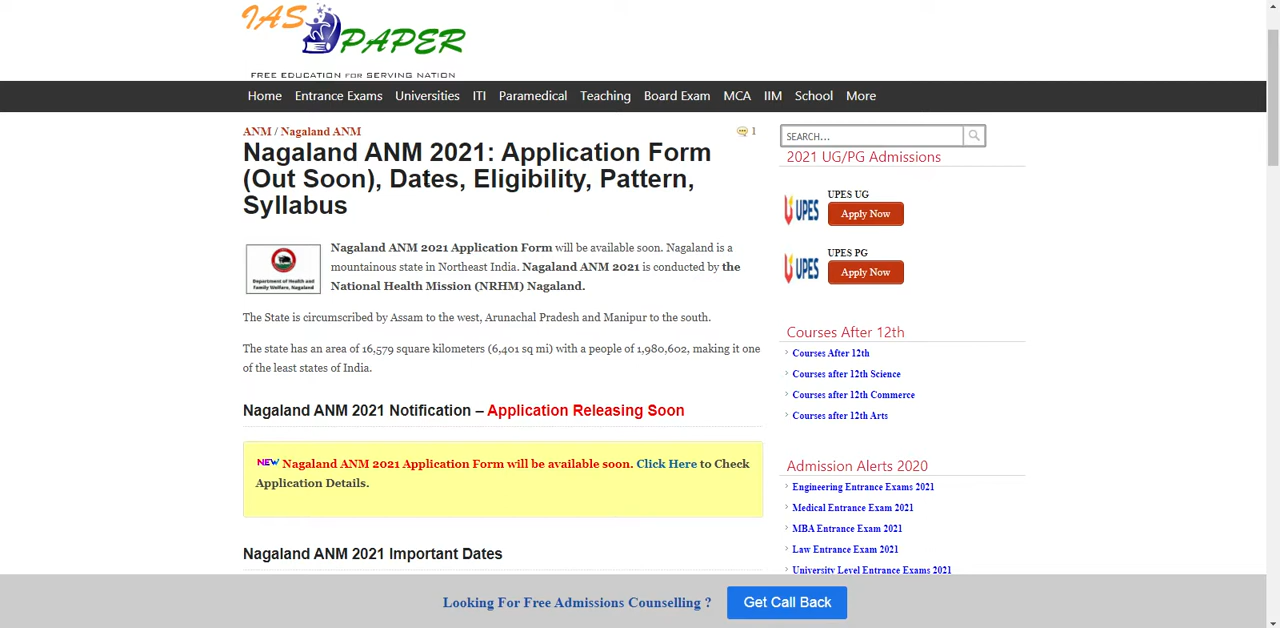 IAS PAPER
FREE EDUCATION FOR SERVING NATION
Home Entrance Exams Universities ITI Paramedical Teaching Board Exam MCA IIM School More
ANM / Nagaland ANM
1
Nagaland ANM 2021: Application Form
(Out Soon), Dates, Eligibility, Pattern,
Syllabus
Department of Health and
Family Welfare, Nagaland
Nagaland ANM 2021 Application Form will be available soon. Nagaland is a
mountainous state in Northeast India. Nagaland ANM 2021 is conducted by the
National Health Mission (NRHM) Nagaland.
The State is circumscribed by Assam to the west, Arunachal Pradesh and Manipur to the south.
The state has an area of 16,579 square kilometers (6,401 sq mi) with a people of 1,980,602, making it one
of the least states of India.
Nagaland ANM 2021 Notification – Application Releasing Soon
NEW Nagaland ANM 2021 Application Form will be available soon. Click Here to Check
Application Details.
Nagaland ANM 2021 Important Dates
SEARCH...
2021 UG/PG Admissions
UPES
UPES UG
Apply Now
UPES
UPES PG
Apply Now
Courses After 12th
Courses After 12th
Courses after 12th Science
Courses after 12th Commerce
Courses after 12th Arts
Admission Alerts 2020
Engineering Entrance Exams 2021
Medical Entrance Exam 2021
MBA Entrance Exam 2021
Law Entrance Exam 2021
University Level Entrance Exams 2021
Looking For Free Admissions Counselling ? Get Call Back